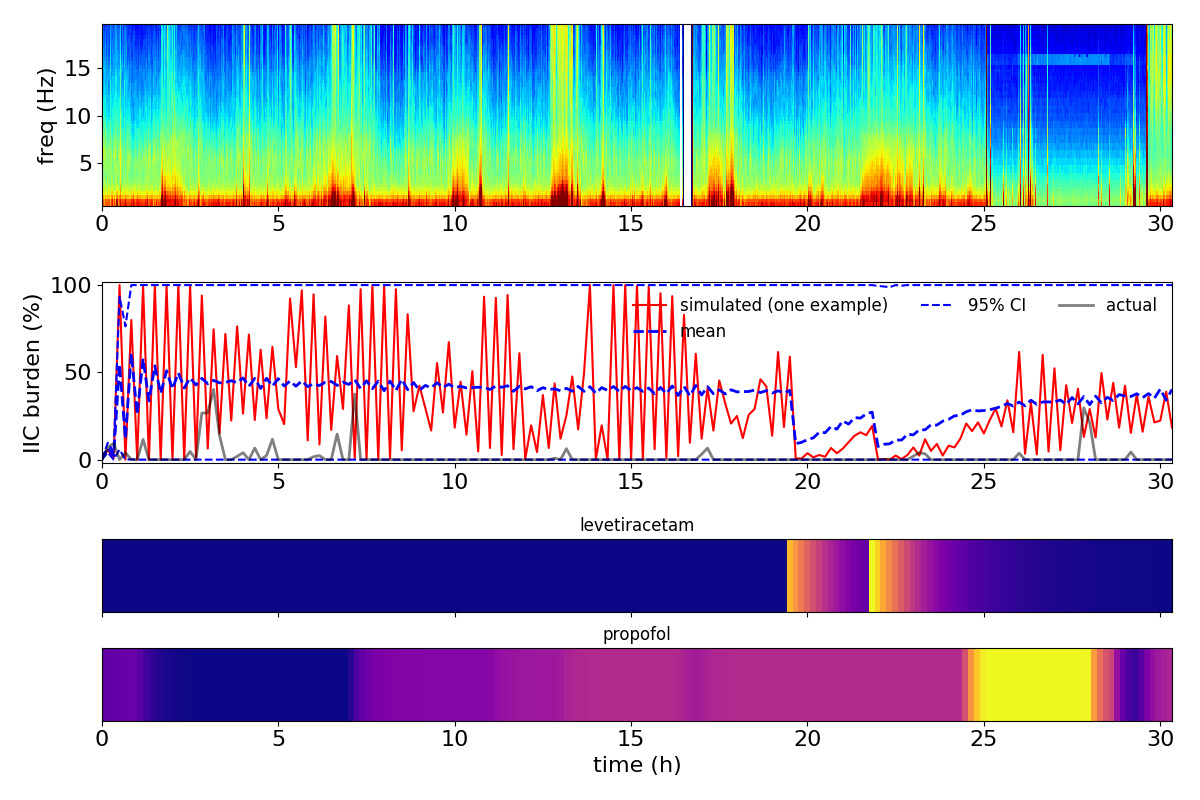 freq (Hz)
15
10
5
0 5 10 15 20 25 30
IIC burden (%)
100
50
0
simulated (one example)
mean
95% CI
actual
0 5 10 15 20 25 30
levetiracetam
propofol
0 5 10 15 20 25 30
time (h)